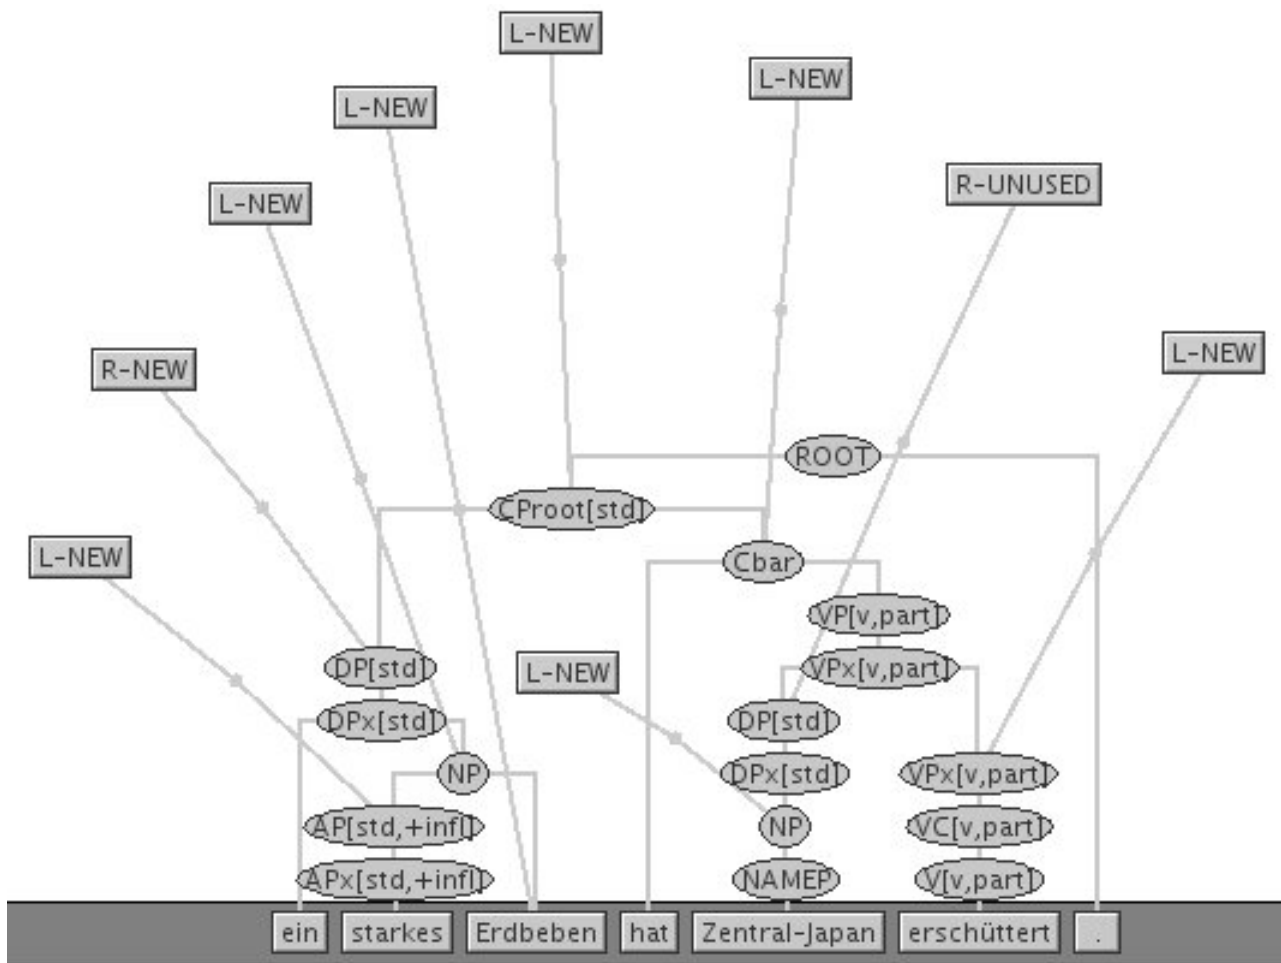 L-NEW
L-NEW
L-NEW
R-UNUSED
L-NEW
L-NEW
R-NEW
ROOT
CProot[std]
L-NEW
Cbar
VP[v,part]
DP[std]
L-NEW
VPx[v,part]
DPx[std]
DP[std]
NP
DPx[std]
VPx[v,part]
AP[std,+infl]
NP
VC[v,part]
APx[std,+infl]
NAMEP
V[v,part]
ein starkes Erdbeben hat Zentral-Japan erschüttert .